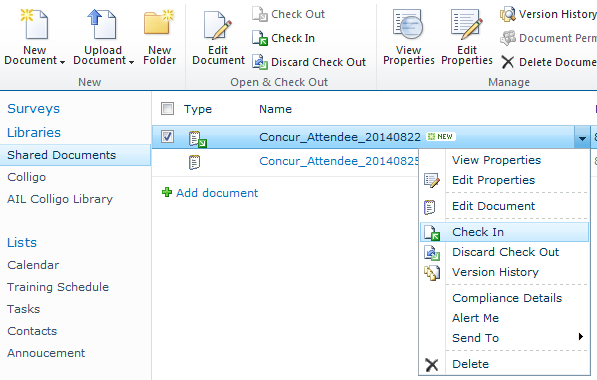 New Document
Upload Document
New Folder
New
Edit Document
Check Out
Check In
Discard Check Out
Open & Check Out
View Properties
Edit Properties
Version History
Document Perm
Delete Docume
Manage
Surveys
Libraries
Shared Documents
Colligo
AIL Colligo Library
Lists
Calendar
Training Schedule
Tasks
Contacts
Annoucement
Type Name
Concur_Attendee_20140822 NEW
Concur_Attendee_20140825
Add document
View Properties
Edit Properties
Edit Document
Check In
Discard Check Out
Version History
Compliance Details
Alert Me
Send To
Delete